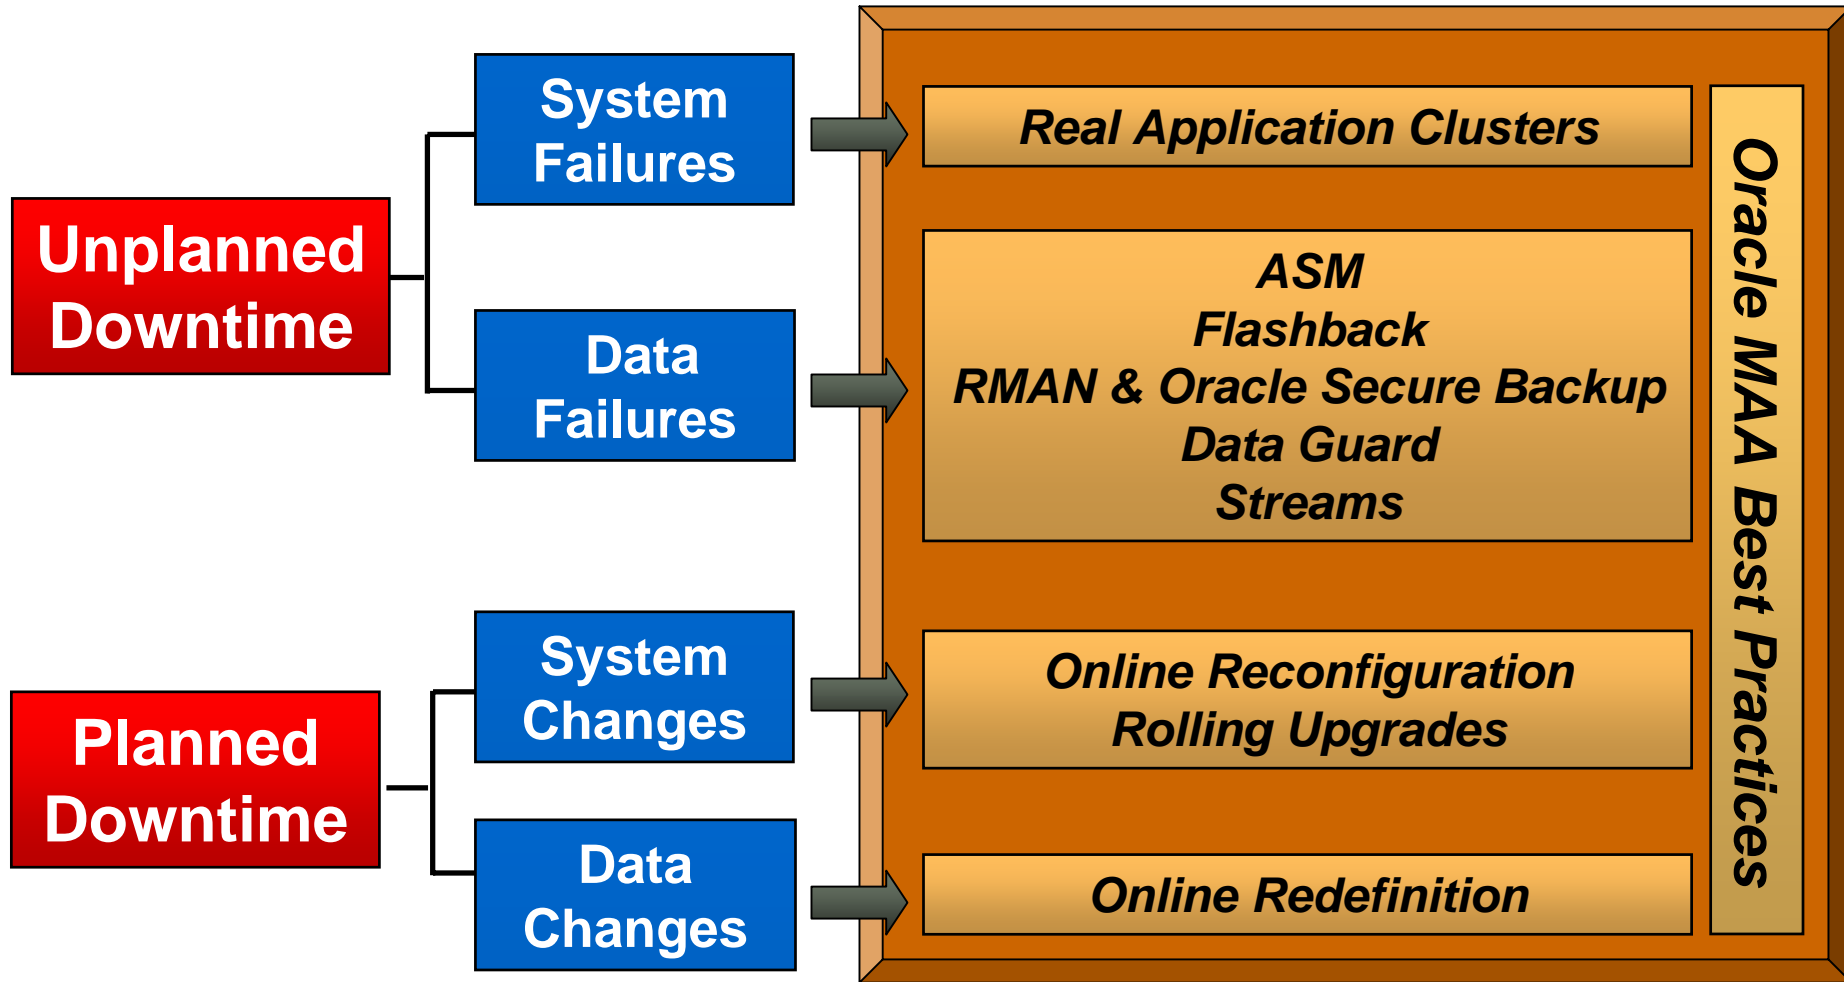 Unplanned
Downtime
System
Failures
Real Application Clusters
Data
Failures
ASM
Flashback
RMAN & Oracle Secure Backup
Data Guard
Streams
Planned
Downtime
System
Changes
Online Reconfiguration
Rolling Upgrades
Data
Changes
Online Redefinition
Oracle MAA Best Practices